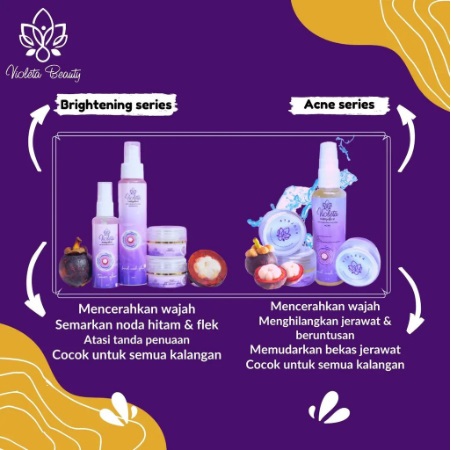 Violeta Beauty
Brightening series
Acne series
Violeta
Mencerahkan wajah
Semarkan noda hitam & flek
Atasi tanda penuaan
Cocok untuk semua kalangan
Mencerahkan wajah
Menghilangkan jerawat &
beruntusan
Memudarkan bekas jerawat
Cocok untuk semua kalangan